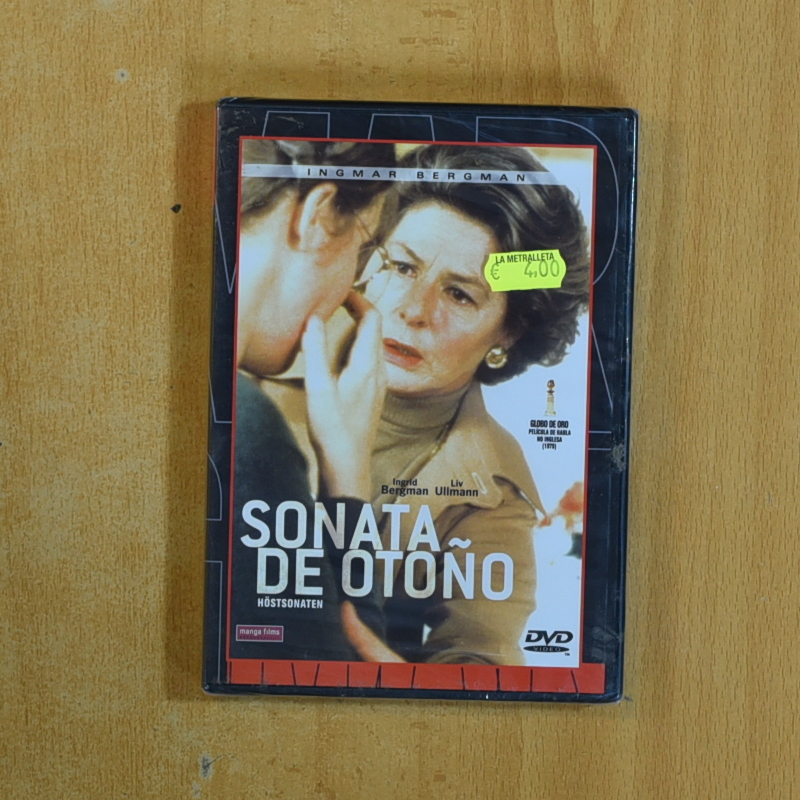 INGMAR BERGMAN
LA METRALLETA
€ 4,00
GLOBO DE ORO
PELÍCULA DE HABLA
NO INGLESA
(1979)
Ingrid Liv
Bergman Ullmann
SONATA
DE OTOÑO
HÖSTSONATEN
manga films
DVD
VIDEO
TM